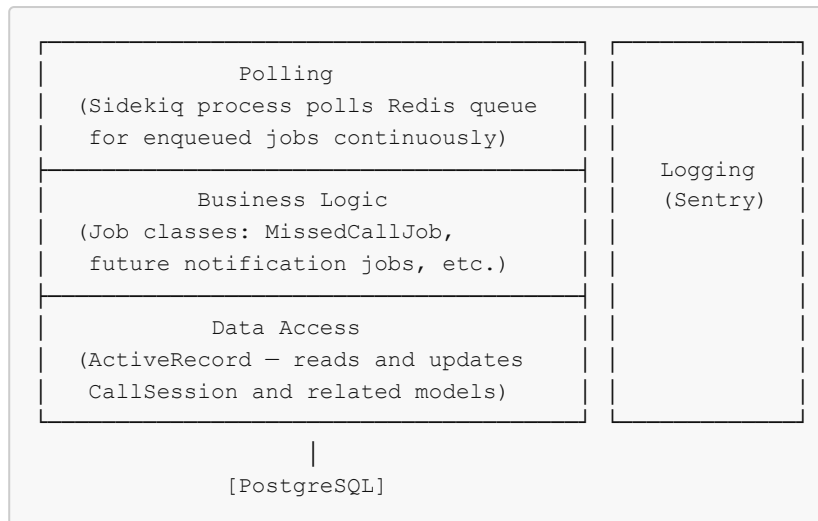 Polling
(Sidekiq process polls Redis queue
for enqueued jobs continuously)
Business Logic
(Job classes: MissedCallJob,
future notification jobs, etc.)
Data Access
(ActiveRecord — reads and updates
CallSession and related models)
Logging
(Sentry)
[PostgreSQL]